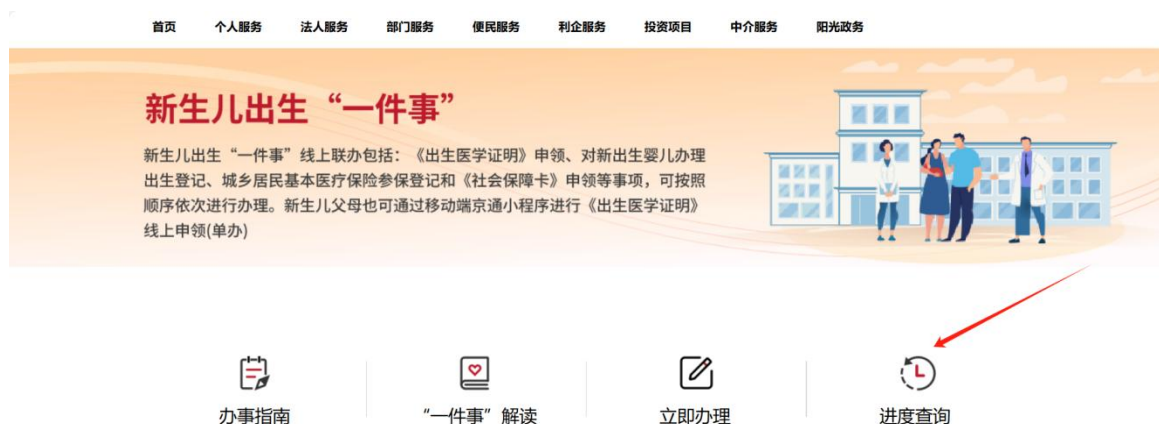 首页 个人服务 法人服务 部门服务 便民服务 利企服务 投资项目 中介服务 阳光政务
新生儿出生“一件事”
新生儿出生“一件事”线上联办包括：《出生医学证明》申领、对新出生婴儿办理
出生登记、城乡居民基本医疗保险参保登记和《社会保障卡》申领等事项，可按照
顺序依次进行办理。新生儿父母也可通过移动端京通小程序进行《出生医学证明》
线上申领(单办)
办事指南 “一件事”解读 立即办理 进度查询